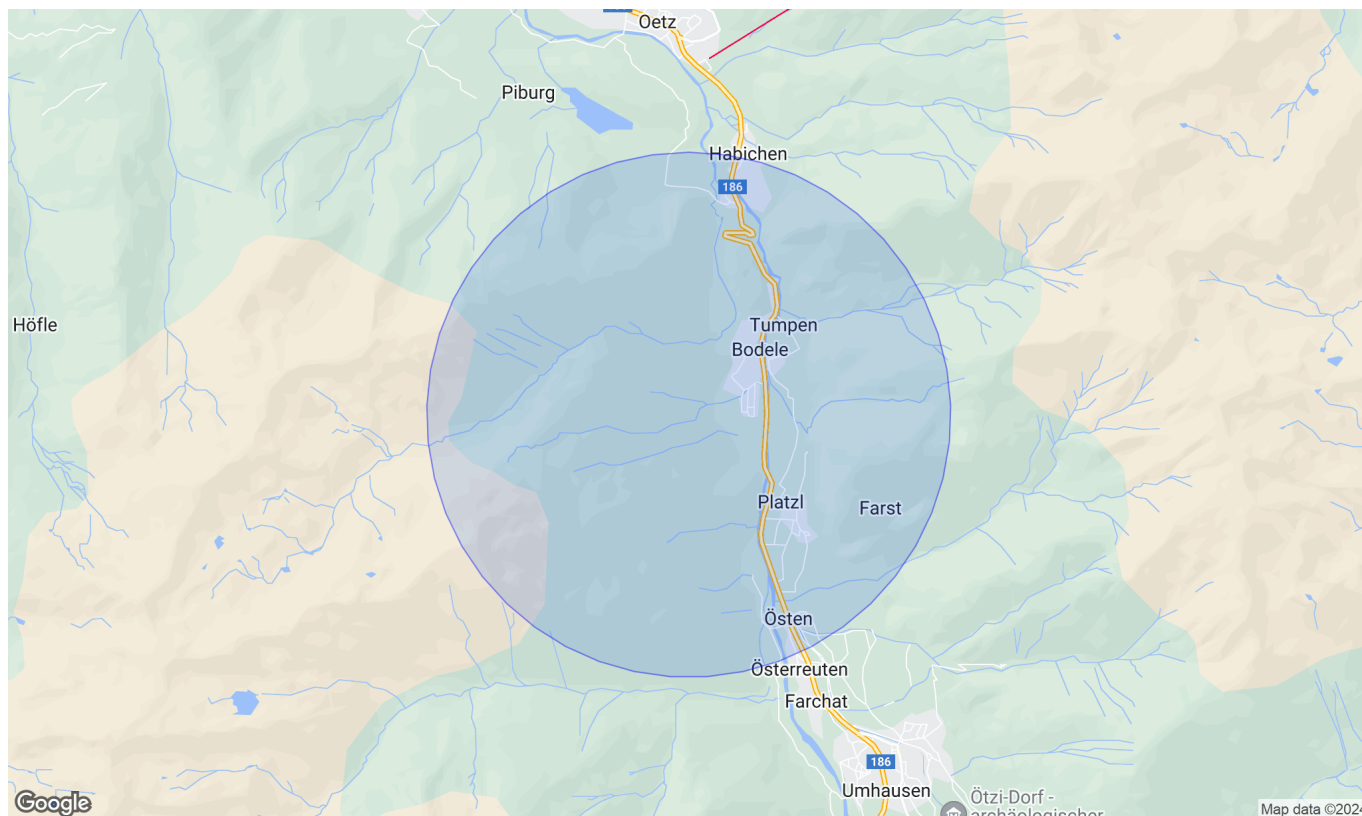 Oetz
Piburg
Habichen
186
Höfle
Tumpen
Bodele
Platzl
Farst
Östen
Österreuten
Farchat
186
Umhausen
Ötzi-Dorf -
archäologischer
Google
Map data ©2024